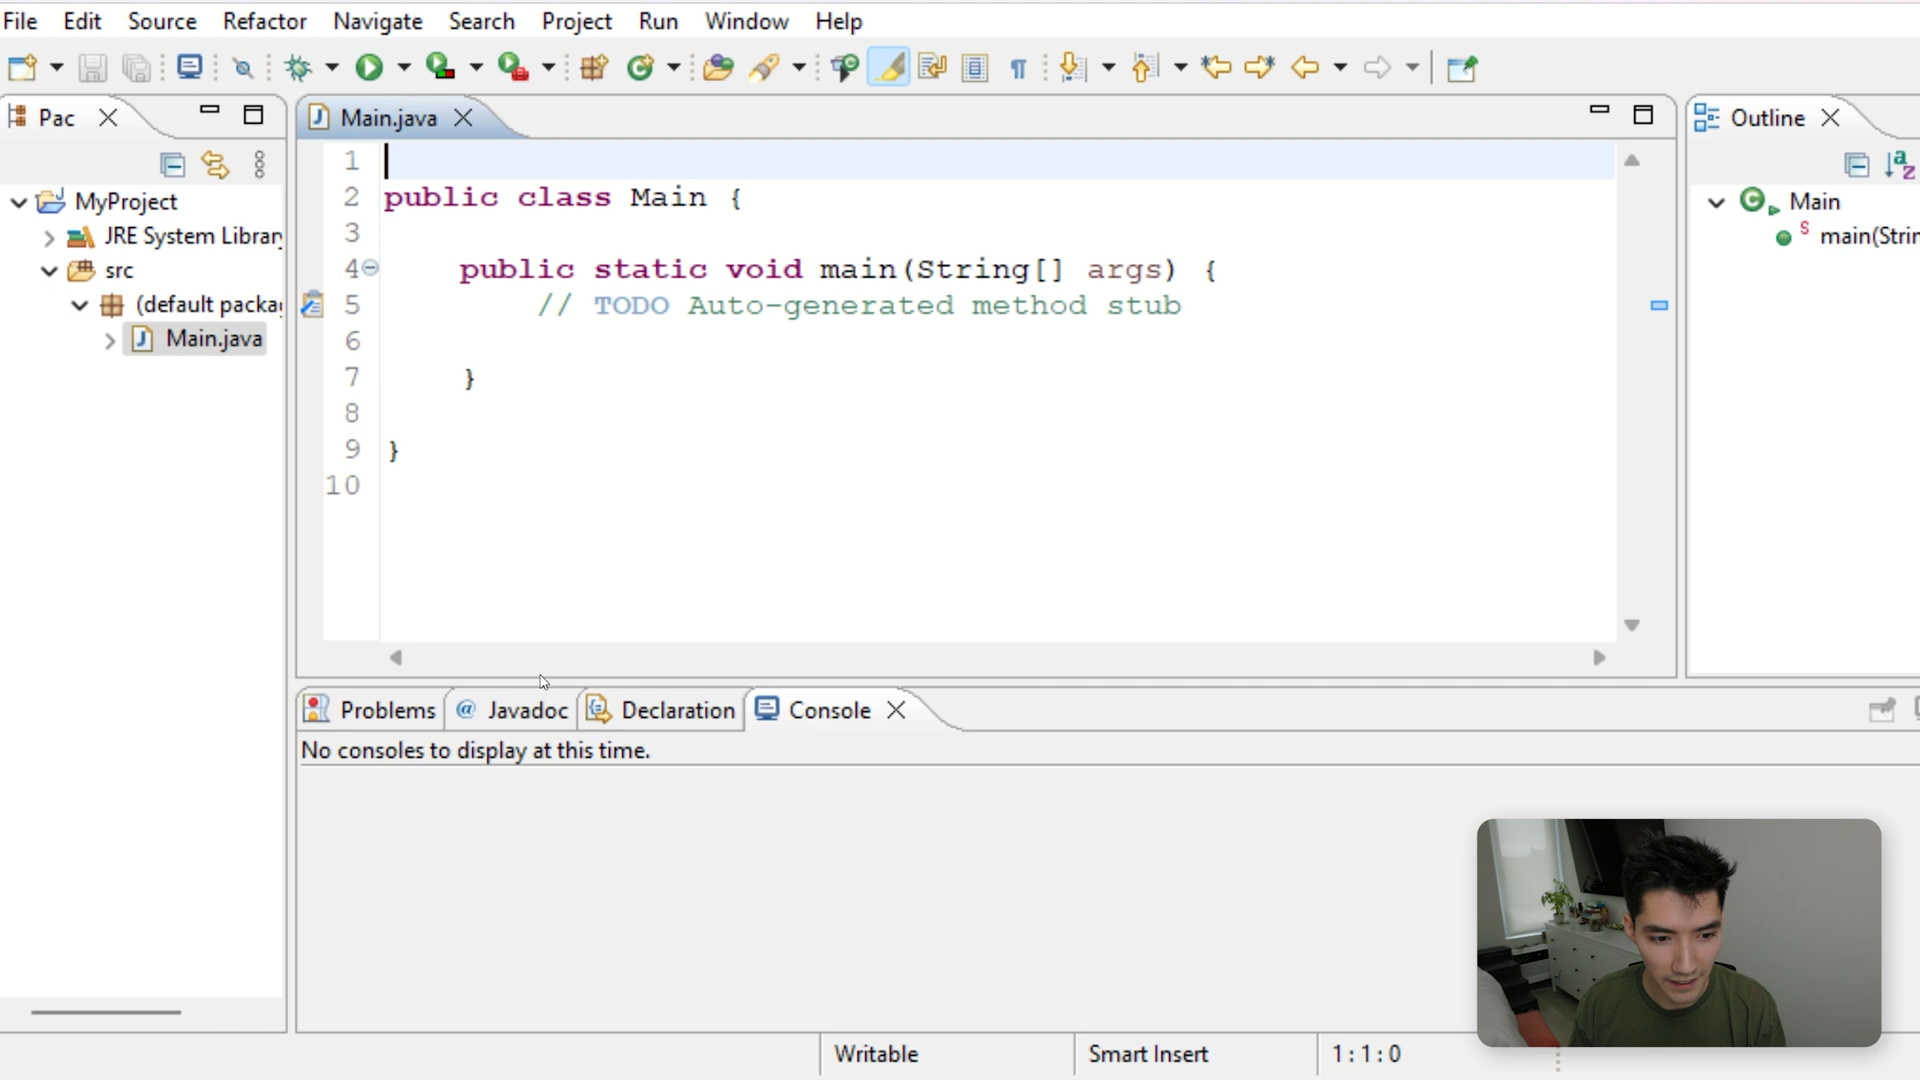 File Edit Source Refactor Navigate Search Project Run Window Help
Pac
Main.java
Outline
1
2 public class Main {
3
4 public static void main(String[] args) {
5 // TODO Auto-generated method stub
6
7 }
8
9 }
10
MyProject
JRE System Librar
src
(default packa
Main.java
Main
main(Strin
Problems @ Javadoc Declaration Console
No consoles to display at this time.
Writable Smart Insert 1 : 1 : 0